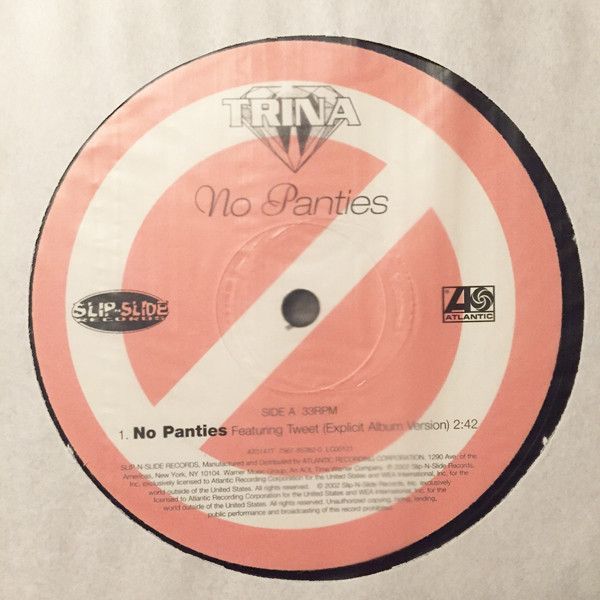 TRINA
No Panties
SLIP-N-SLIDE
RECORDS
ATLANTIC
SIDE A 33RPM
1. No Panties Featuring Tweet (Explicit Album Version) 2:42
SLIP-N-SLIDE RECORDS, Manufactured and Distributed by ATLANTIC RECORDING CORPORATION, 1290 Ave. of the
Americas, New York, NY 10104. Warner Music Group, An AOL Time Warner Company. ℗ 2002 Slip-N-Slide Records,
Inc. exclusively licensed to Atlantic Recording Corporation for the United States and WEA International Inc. for the
world outside of the United States. All rights reserved. © 2002 Slip-N-Slide Records, Inc. exclusively
licensed to Atlantic Recording Corporation for the United States and WEA International Inc. for the
world outside of the United States. All rights reserved. Unauthorized copying, hiring, lending,
public performance and broadcasting of this record prohibited.